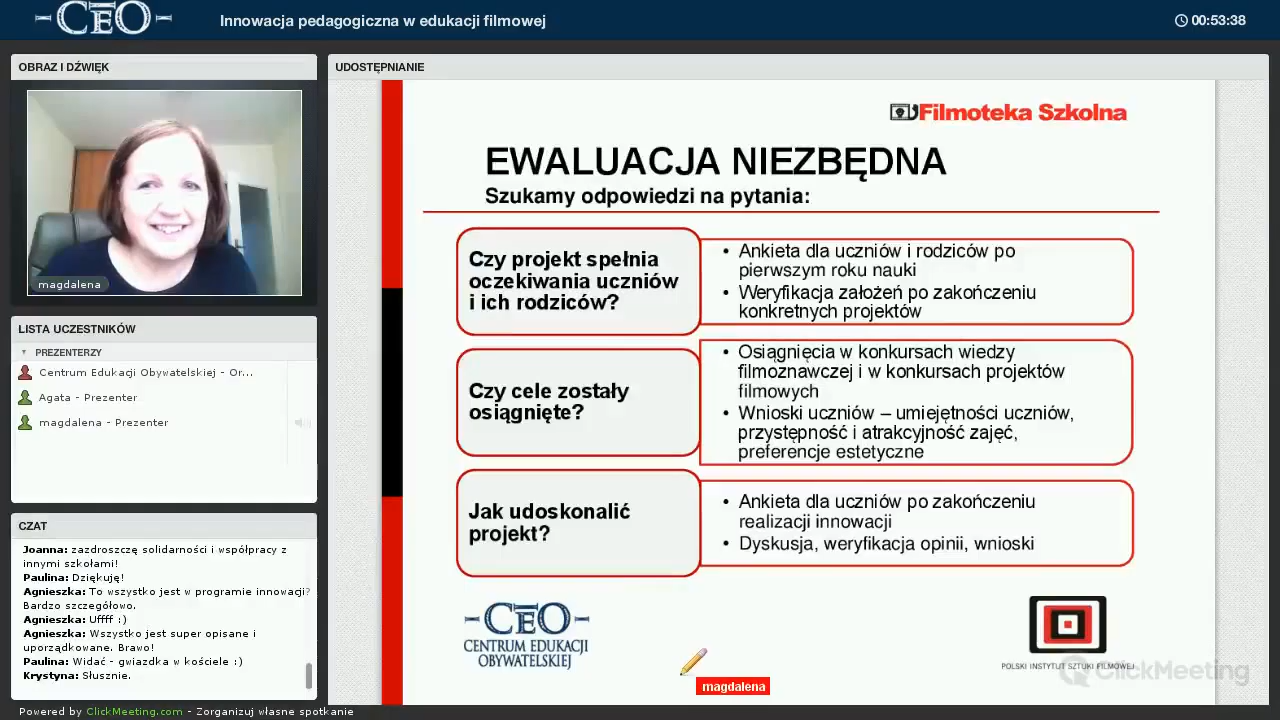 CEO
Innowacja pedagogiczna w edukacji filmowej
00:53:38
OBRAZ I DŹWIĘK
magdalena
LISTA UCZESTNIKÓW
PREZENTERZY
Centrum Edukacji Obywatelskiej - Or...
Agata - Prezenter
magdalena - Prezenter
CZAT
Joanna: zazdroszczę solidarności i współpracy z
innymi szkołami!
Paulina: Dziękuję!
Agnieszka: To wszystko jest w programie innowacji?
Bardzo szczegółowo.
Agnieszka: Uffff :)
Agnieszka: Wszystko jest super opisane i
uporządkowane. Brawo!
Paulina: Widać - gwiazdka w kościele :)
Krystyna: Słusznie.
Powered by ClickMeeting.com - Zorganizuj własne spotkanie
UDOSTĘPNIANIE
Filmoteka Szkolna
EWALUACJA NIEZBĘDNA
Szukamy odpowiedzi na pytania:
Czy projekt spełnia
oczekiwania uczniów
i ich rodziców?
• Ankieta dla uczniów i rodziców po
pierwszym roku nauki
• Weryfikacja założeń po zakończeniu
konkretnych projektów
Czy cele zostały
osiągnięte?
• Osiągnięcia w konkursach wiedzy
filmoznawczej i w konkursach projektów
filmowych
• Wnioski uczniów – umiejętności uczniów,
przystępność i atrakcyjność zajęć,
preferencje estetyczne
Jak udoskonalić
projekt?
• Ankieta dla uczniów po zakończeniu
realizacji innowacji
• Dyskusja, weryfikacja opinii, wnioski
CEO
CENTRUM EDUKACJI
OBYWATELSKIEJ
magdalena
POLSKI INSTYTUT SZTUKI FILMOWEJ
ClickMeeting